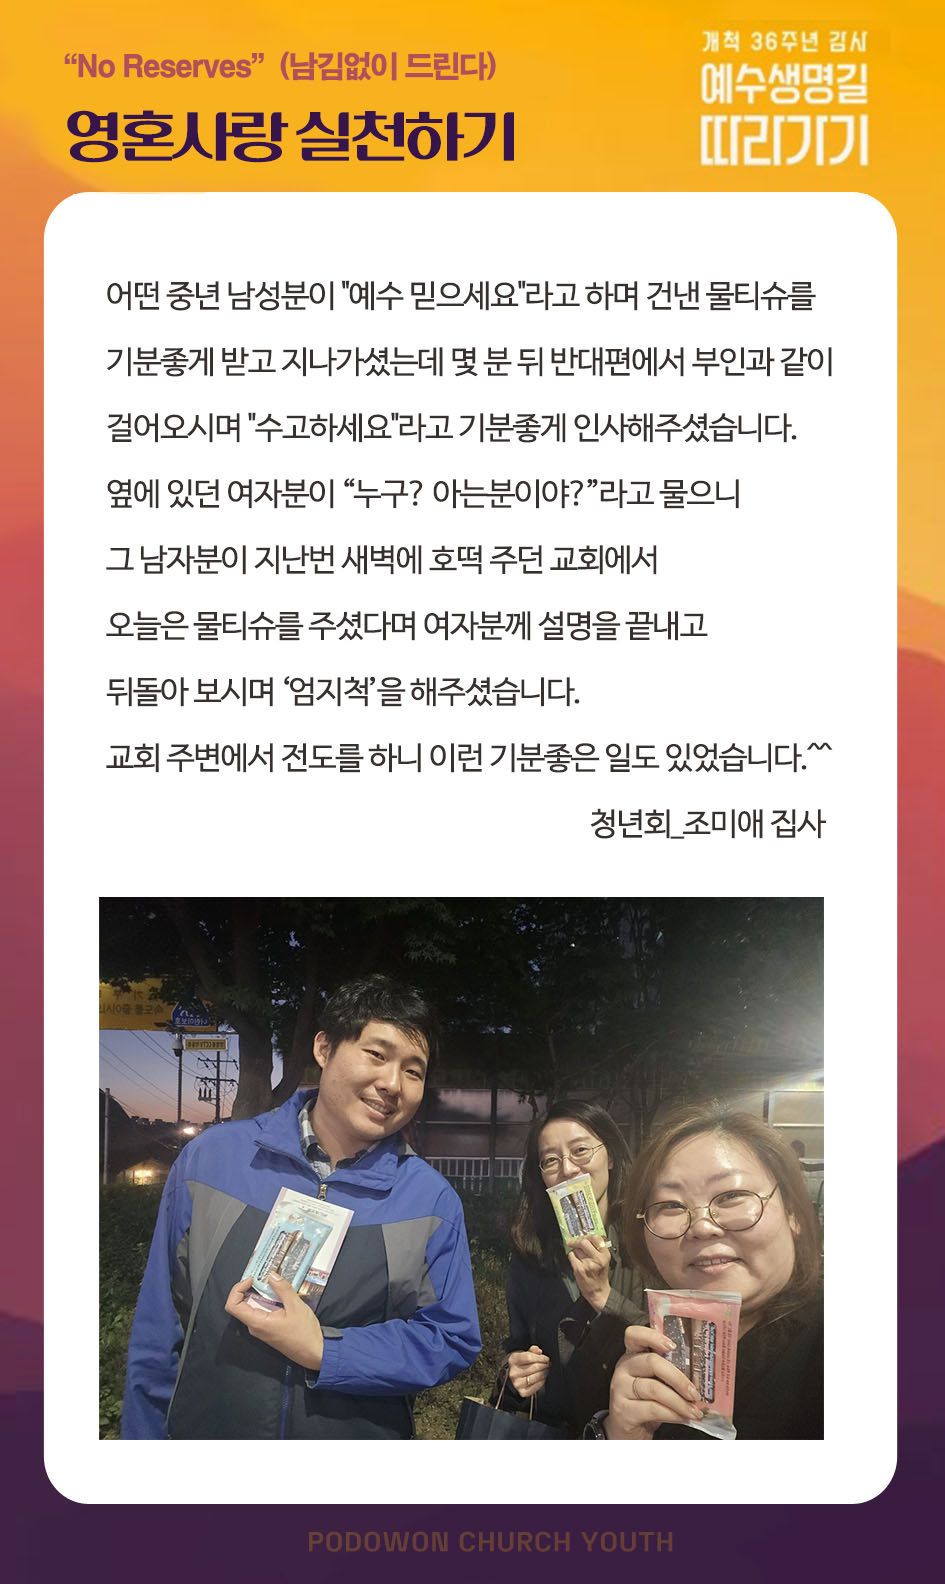 “No Reserves” (남김없이 드린다)
영혼사랑 실천하기
개척 36주년 감사
예수생명길
따라가기
어떤 중년 남성분이 "예수 믿으세요"라고 하며 건낸 물티슈를
기분좋게 받고 지나가셨는데 몇 분 뒤 반대편에서 부인과 같이
걸어오시며 "수고하세요"라고 기분좋게 인사해주셨습니다.
옆에 있던 여자분이 “누구? 아는분이야?”라고 물으니
그 남자분이 지난번 새벽에 호떡 주던 교회에서
오늘은 물티슈를 주셨다며 여자분께 설명을 끝내고
뒤돌아 보시며 ‘엄지척’을 해주셨습니다.
교회 주변에서 전도를 하니 이런 기분좋은 일도 있었습니다.^^
청년회_조미애 집사
PODOWON CHURCH YOUTH